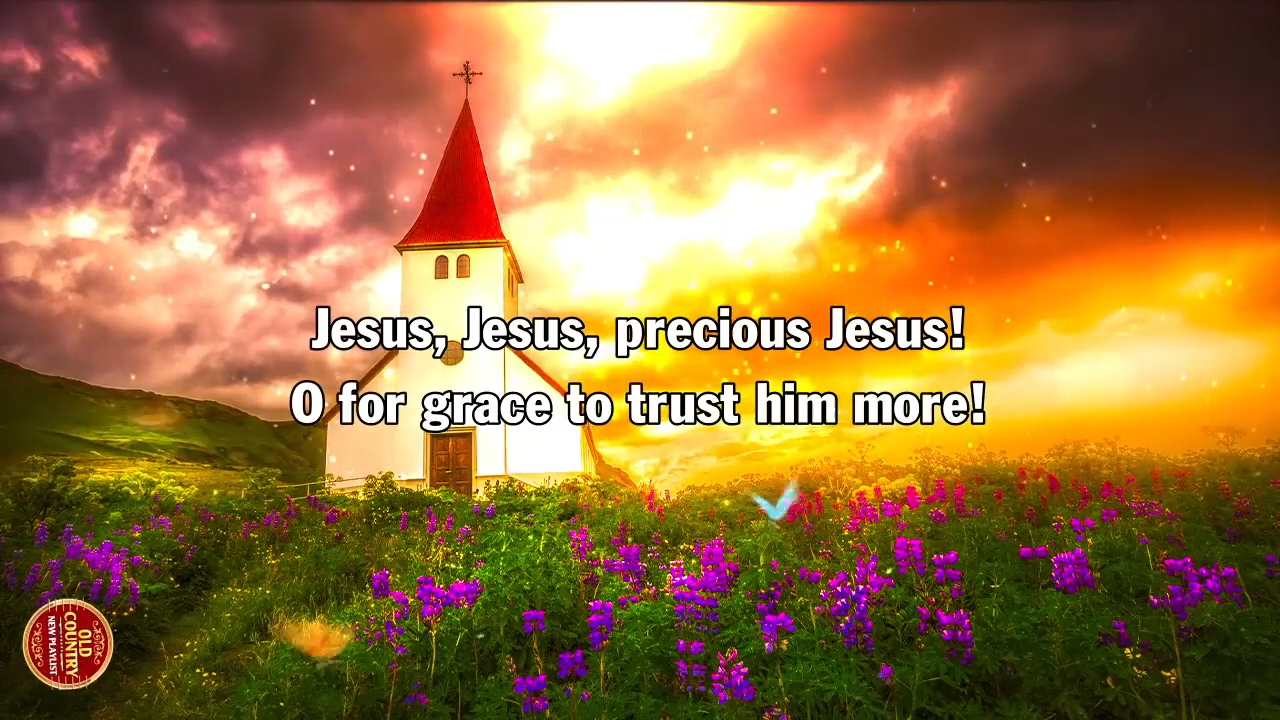 Jesus, Jesus, precious Jesus!
O for grace to trust him more!
OLD
COUNTRY
NEW PLAYLIST